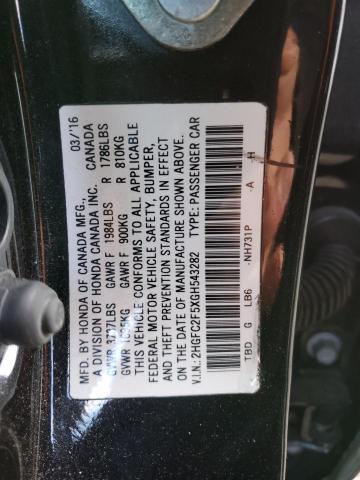 MFD. BY HONDA OF CANADA MFG., 03/'16
A DIVISION OF HONDA CANADA INC. CANADA
GVWR 3737LBS GAWR F 1984LBS R 1786LBS
GVWR KG GAWR F 900KG R 810KG
THIS VEHICLE CONFORMS TO ALL APPLICABLE
FEDERAL MOTOR VEHICLE SAFETY, BUMPER,
AND THEFT PREVENTION STANDARDS IN EFFECT
ON THE DATE OF MANUFACTURE SHOWN ABOVE.
V.I.N.: 2HGFC2F5XGH543282 TYPE: PASSENGER CAR
TBD G LB6 -NH731P -A -H